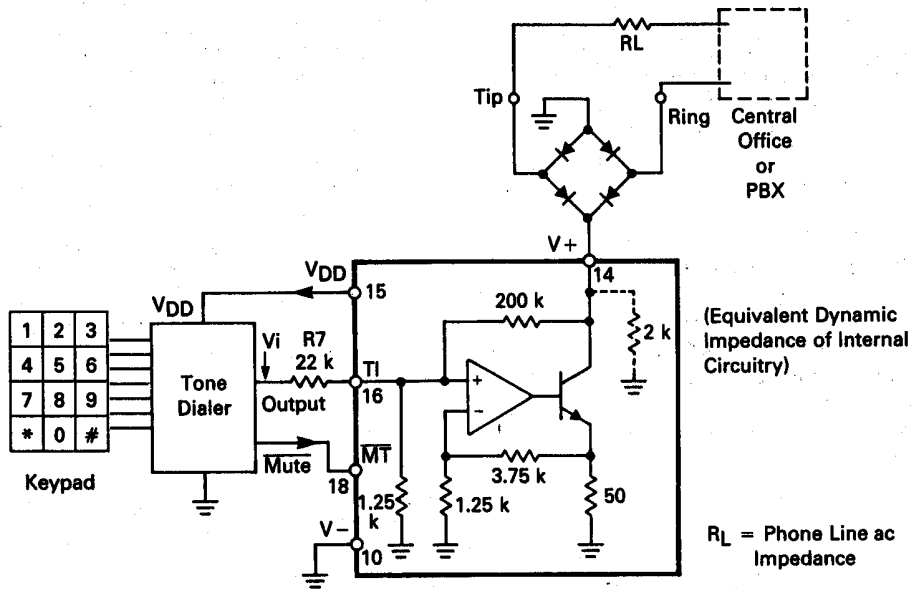 RL
Tip
Ring
Central
Office
or
PBX
V+
14
VDD
15
VDD
200 k
2 k
(Equivalent Dynamic
Impedance of Internal
Circuitry)
1 2 3
4 5 6
7 8 9
* 0 #
Keypad
Tone
Dialer
Vi
R7
22 k
Output
TI
16
+
−
Mute
MT
18
3.75 k
1.25
k
1.25 k
50
V−
10
RL = Phone Line ac
Impedance